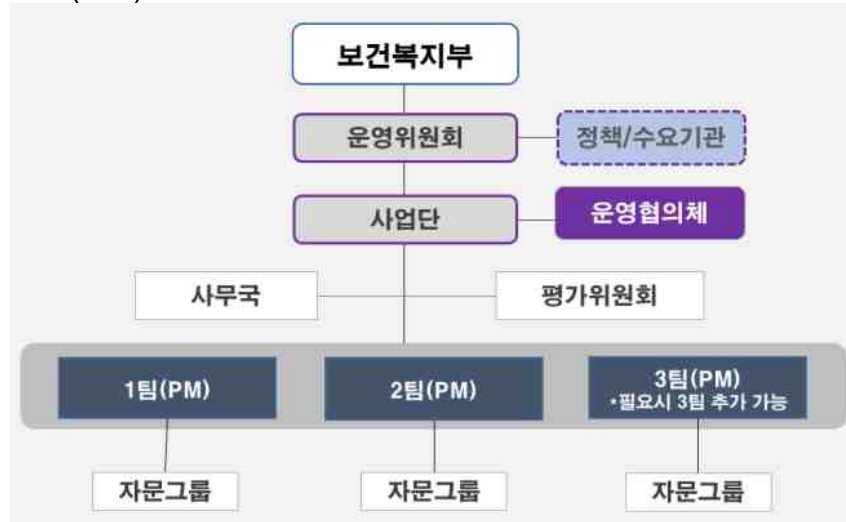 보건복지부
운영위원회
정책/수요기관
사업단
운영협의체
사무국
평가위원회
1팀(PM)
2팀(PM)
3팀(PM)
*필요시 3팀 추가 가능
자문그룹
자문그룹
자문그룹